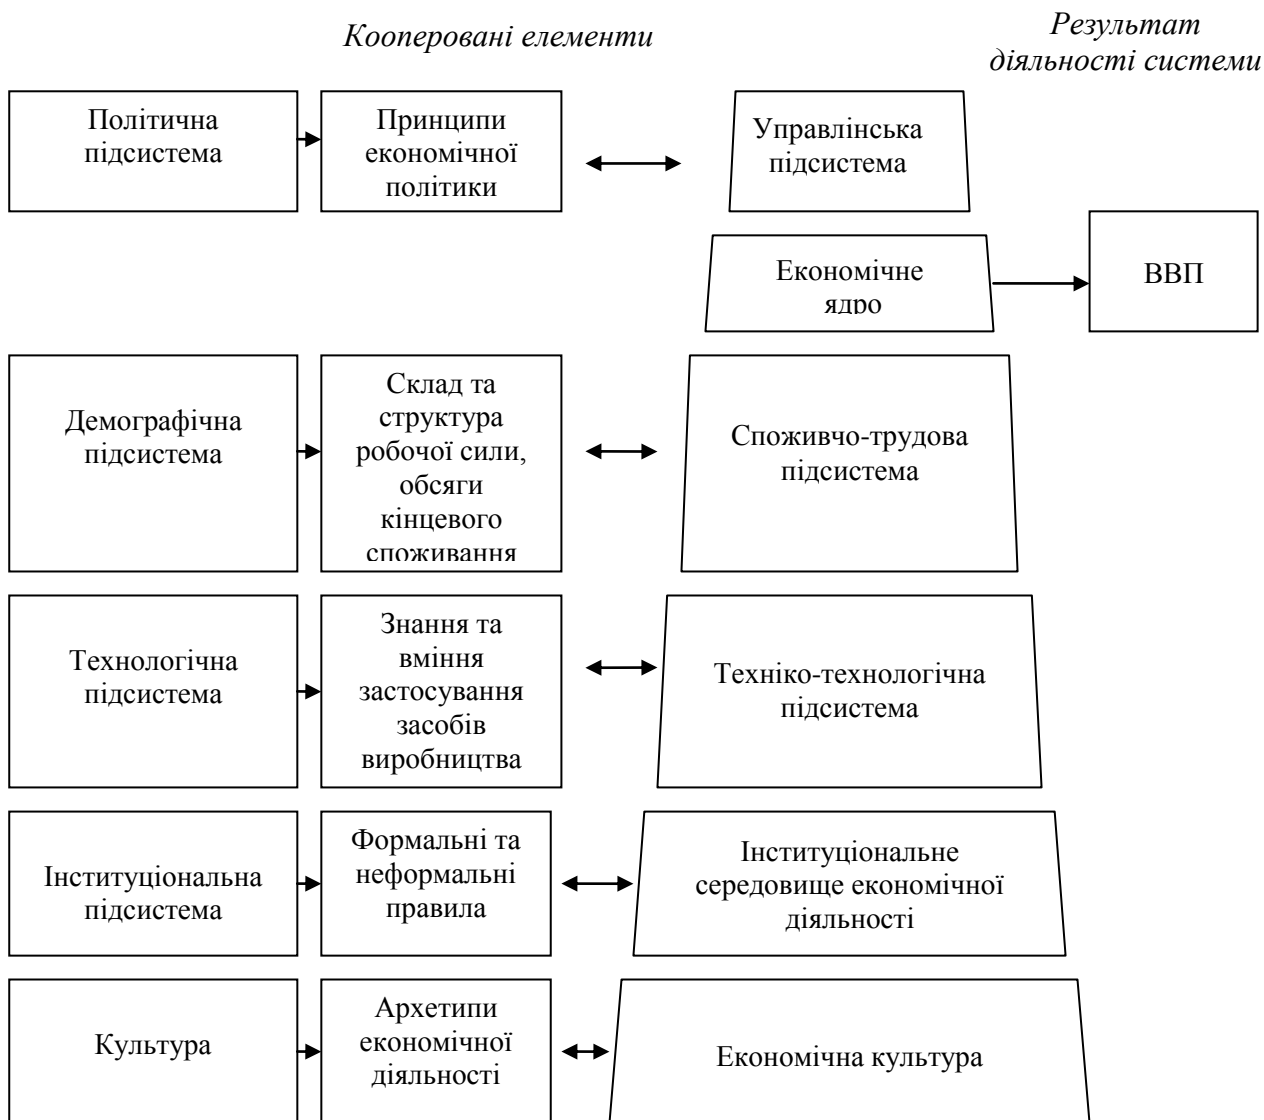 Кооперовані елементи
Результат
діяльності системи
Політична
підсистема
Принципи
економічної
політики
Управлінська
підсистема
Економічне
ядро
ВВП
Демографічна
підсистема
Склад та
структура
робочої сили,
обсяги
кінцевого
споживання
Споживчо-трудова
підсистема
Технологічна
підсистема
Знання та
вміння
застосування
засобів
виробництва
Техніко-технологічна
підсистема
Інституціональна
підсистема
Формальні та
неформальні
правила
Інституціональне
середовище економічної
діяльності
Культура
Архетипи
економічної
діяльності
Економічна культура